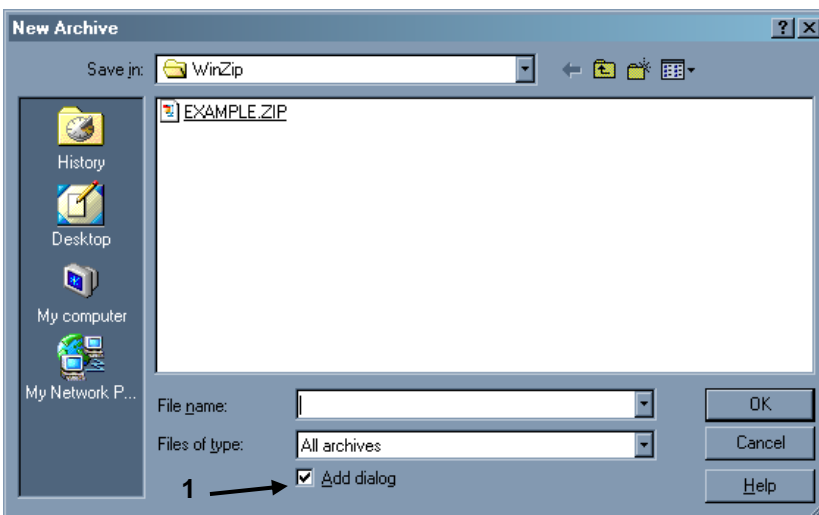 New Archive
Save in:
WinZip
EXAMPLE.ZIP
History
Desktop
My computer
My Network P...
File name:
OK
Files of type:
All archives
Cancel
1
Add dialog
Help